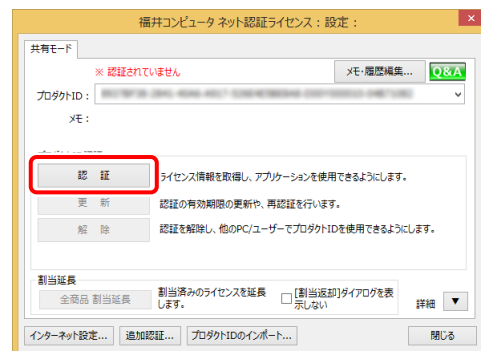 福井コンピュータ ネット認証ライセンス：設定：
×
共有モード
※ 認証されていません
メモ・履歴編集...
Q&A
プロダクトID：
メモ：
認　証
ライセンス情報を取得し、アプリケーションを使用できるようにします。
更　新
認証の有効期限の更新や、再認証を行います。
解　除
認証を解除し、他のPC/ユーザーでプロダクトIDを使用できるようにします。
割当延長
全商品 割当延長
割当済みのライセンスを延長
します。
[割当返却]ダイアログを表
示しない
詳細 ▼
インターネット設定...
追加認証...
プロダクトIDのインポート...
閉じる